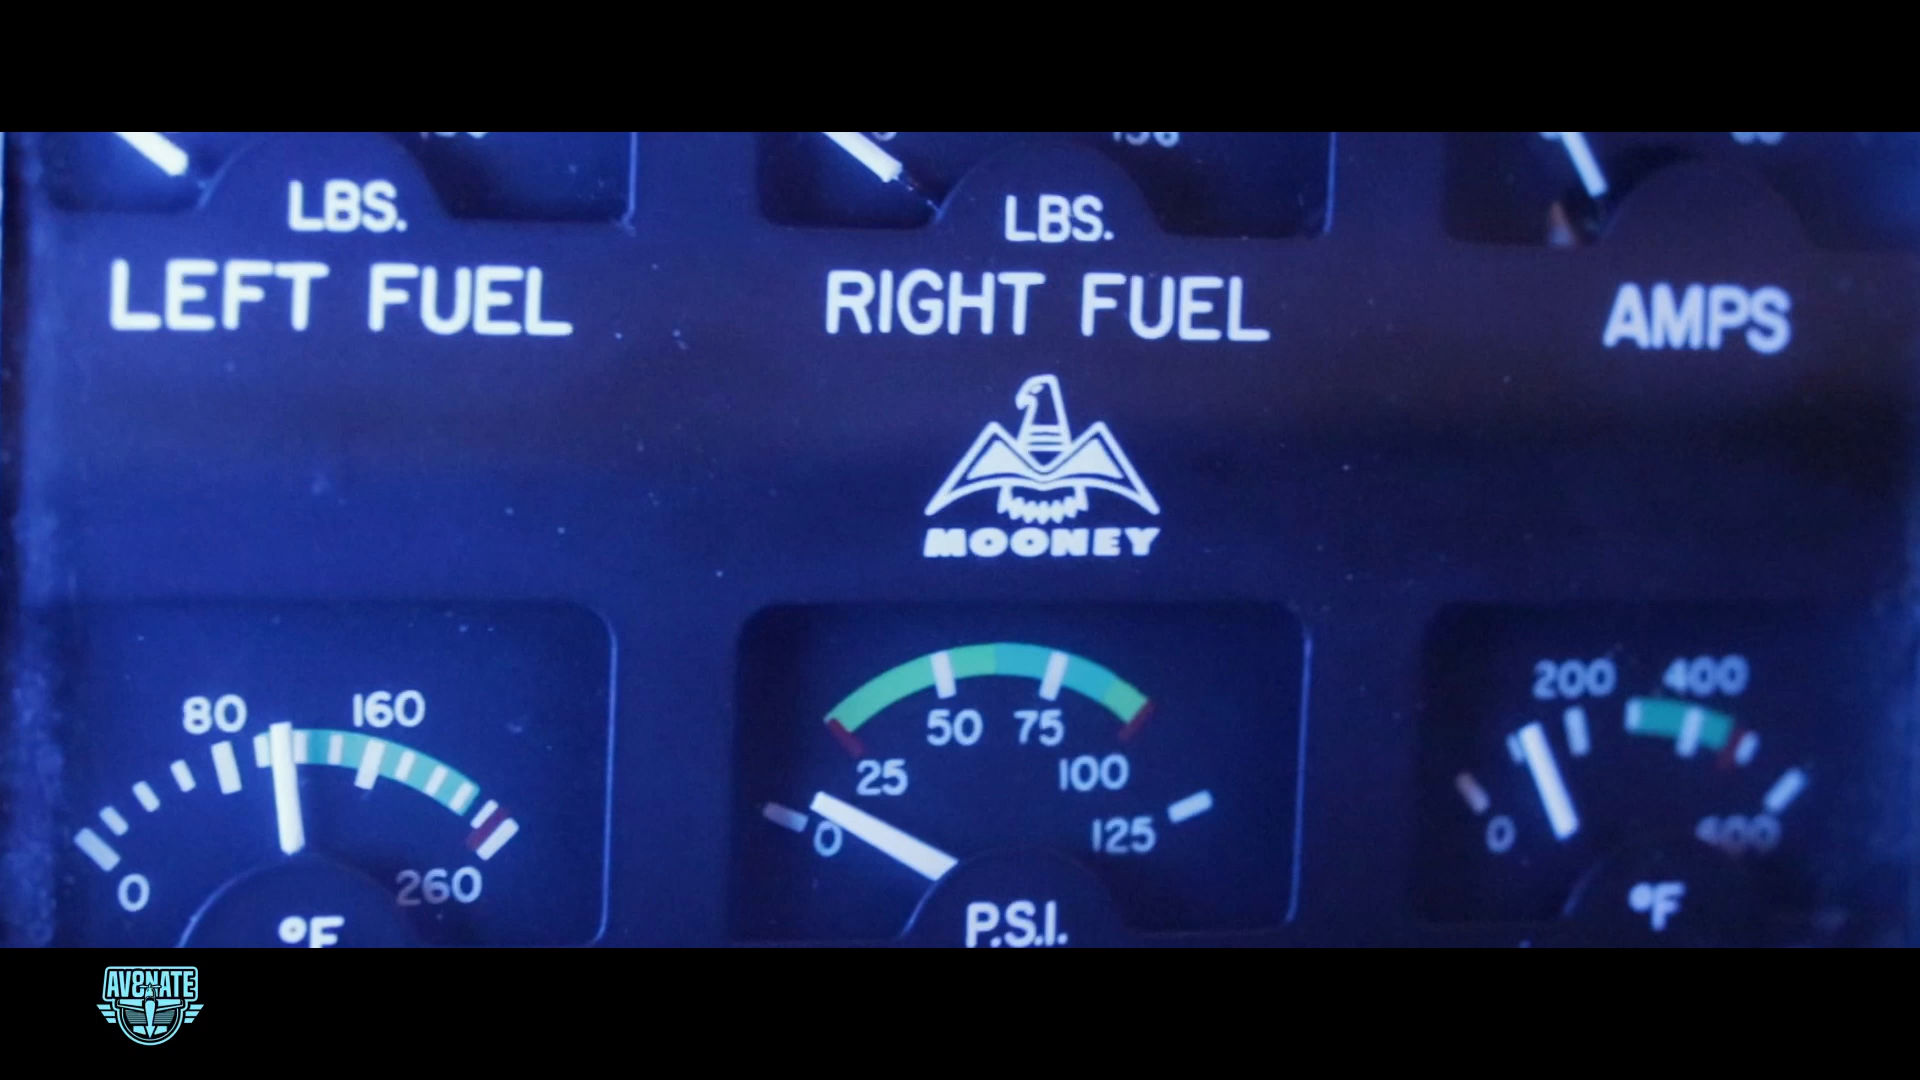 LBS. LBS.
LEFT FUEL RIGHT FUEL AMPS
MOONEY
80 160 50 75 200 400
25 100
0 260 0 125 0 400
°F P.S.I. °F
AV8NATE